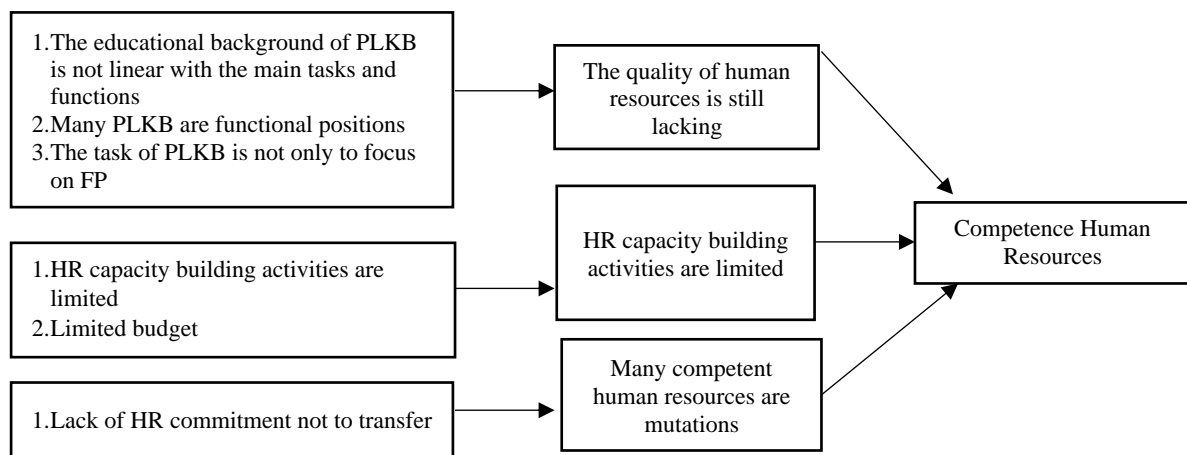 1.The educational background of PLKB
is not linear with the main tasks and
functions
2.Many PLKB are functional positions
3.The task of PLKB is not only to focus
on FP
The quality of human
resources is still
lacking
1.HR capacity building activities are
limited
2.Limited budget
HR capacity building
activities are limited
Competence Human
Resources
1.Lack of HR commitment not to transfer
Many competent
human resources are
mutations